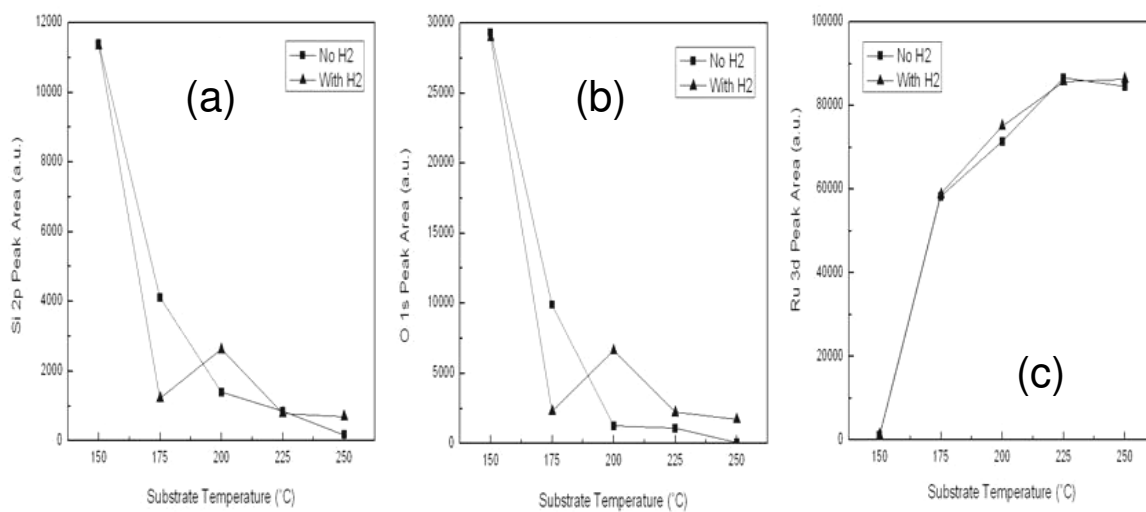 12000
10000
8000
6000
4000
2000
0
Si 2p Peak Area (a.u.)
No H2
With H2
(a)
150 175 200 225 250
Substrate Temperature (°C)
30000
25000
20000
15000
10000
5000
0
O 1s Peak Area (a.u.)
No H2
With H2
(b)
150 175 200 225 250
Substrate Temperature (°C)
100000
80000
60000
40000
20000
0
Ru 3d Peak Area (a.u.)
No H2
With H2
(c)
150 175 200 225 250
Substrate Temperature (°C)